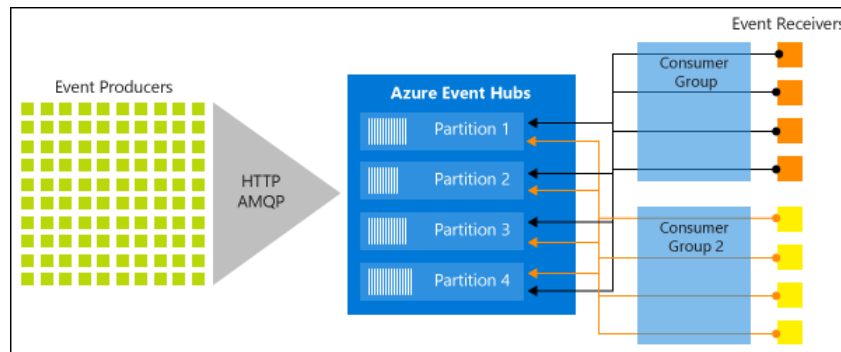 Event Receivers
Event Producers
HTTP
AMQP
Azure Event Hubs
Partition 1
Partition 2
Partition 3
Partition 4
Consumer
Group
Consumer
Group 2